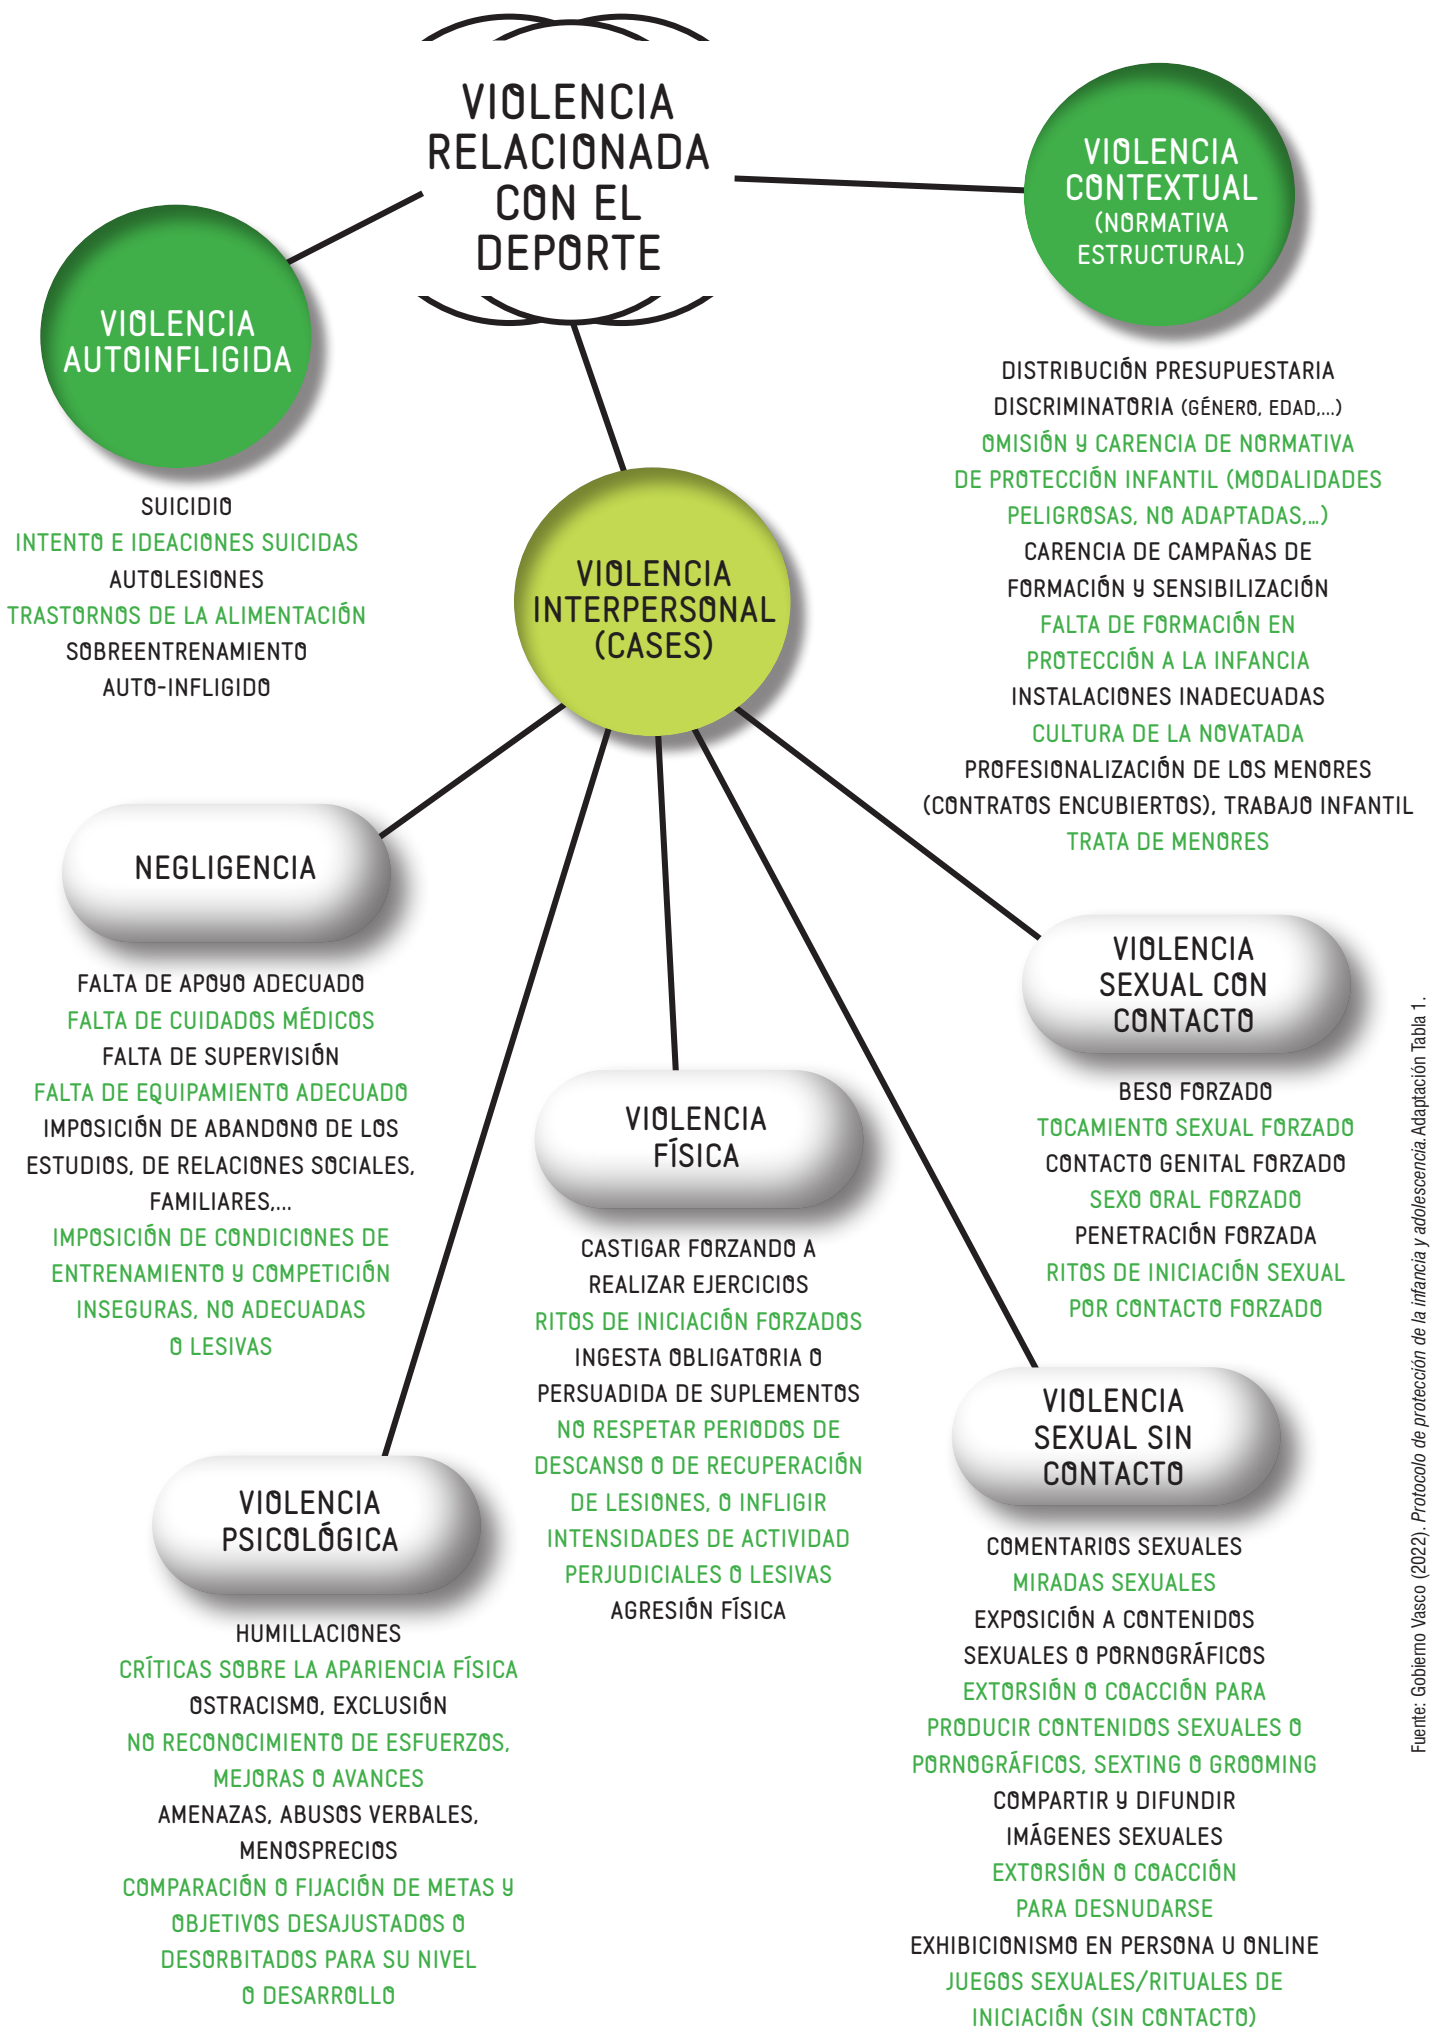 VIOLENCIA
RELACIONADA
CON EL
DEPORTE
VIOLENCIA
AUTOINFLIGIDA
SUICIDIO
INTENTO E IDEACIONES SUICIDAS
AUTOLESIONES
TRASTORNOS DE LA ALIMENTACIÓN
SOBREENTRENAMIENTO
AUTO-INFLIGIDO
VIOLENCIA
CONTEXTUAL
(NORMATIVA
ESTRUCTURAL)
DISTRIBUCIÓN PRESUPUESTARIA
DISCRIMINATORIA (GÉNERO, EDAD,...)
OMISIÓN Y CARENCIA DE NORMATIVA
DE PROTECCIÓN INFANTIL (MODALIDADES
PELIGROSAS, NO ADAPTADAS,...)
CARENCIA DE CAMPAÑAS DE
FORMACIÓN Y SENSIBILIZACIÓN
FALTA DE FORMACIÓN EN
PROTECCIÓN A LA INFANCIA
INSTALACIONES INADECUADAS
CULTURA DE LA NOVATADA
PROFESIONALIZACIÓN DE LOS MENORES
(CONTRATOS ENCUBIERTOS), TRABAJO INFANTIL
TRATA DE MENORES
VIOLENCIA
INTERPERSONAL
(CASES)
NEGLIGENCIA
FALTA DE APOYO ADECUADO
FALTA DE CUIDADOS MÉDICOS
FALTA DE SUPERVISIÓN
FALTA DE EQUIPAMIENTO ADECUADO
IMPOSICIÓN DE ABANDONO DE LOS
ESTUDIOS, DE RELACIONES SOCIALES,
FAMILIARES,...
IMPOSICIÓN DE CONDICIONES DE
ENTRENAMIENTO Y COMPETICIÓN
INSEGURAS, NO ADECUADAS
O LESIVAS
VIOLENCIA
PSICOLÓGICA
HUMILLACIONES
CRÍTICAS SOBRE LA APARIENCIA FÍSICA
OSTRACISMO, EXCLUSIÓN
NO RECONOCIMIENTO DE ESFUERZOS,
MEJORAS O AVANCES
AMENAZAS, ABUSOS VERBALES,
MENOSPRECIOS
COMPARACIÓN O FIJACIÓN DE METAS Y
OBJETIVOS DESAJUSTADOS O
DESORBITADOS PARA SU NIVEL
O DESARROLLO
VIOLENCIA
FÍSICA
CASTIGAR FORZANDO A
REALIZAR EJERCICIOS
RITOS DE INICIACIÓN FORZADOS
INGESTA OBLIGATORIA O
PERSUADIDA DE SUPLEMENTOS
NO RESPETAR PERIODOS DE
DESCANSO O DE RECUPERACIÓN
DE LESIONES, O INFLIGIR
INTENSIDADES DE ACTIVIDAD
PERJUDICIALES O LESIVAS
AGRESIÓN FÍSICA
VIOLENCIA
SEXUAL CON
CONTACTO
BESO FORZADO
TOCAMIENTO SEXUAL FORZADO
CONTACTO GENITAL FORZADO
SEXO ORAL FORZADO
PENETRACIÓN FORZADA
RITOS DE INICIACIÓN SEXUAL
POR CONTACTO FORZADO
VIOLENCIA
SEXUAL SIN
CONTACTO
COMENTARIOS SEXUALES
MIRADAS SEXUALES
EXPOSICIÓN A CONTENIDOS
SEXUALES O PORNOGRÁFICOS
EXTORSIÓN O COACCIÓN PARA
PRODUCIR CONTENIDOS SEXUALES O
PORNOGRÁFICOS, SEXTING O GROOMING
COMPARTIR Y DIFUNDIR
IMÁGENES SEXUALES
EXTORSIÓN O COACCIÓN
PARA DESNUDARSE
EXHIBICIONISMO EN PERSONA U ONLINE
JUEGOS SEXUALES/RITUALES DE
INICIACIÓN (SIN CONTACTO)
Fuente: Gobierno Vasco (2022). Protocolo de protección de la infancia y adolescencia. Adaptación Tabla 1.